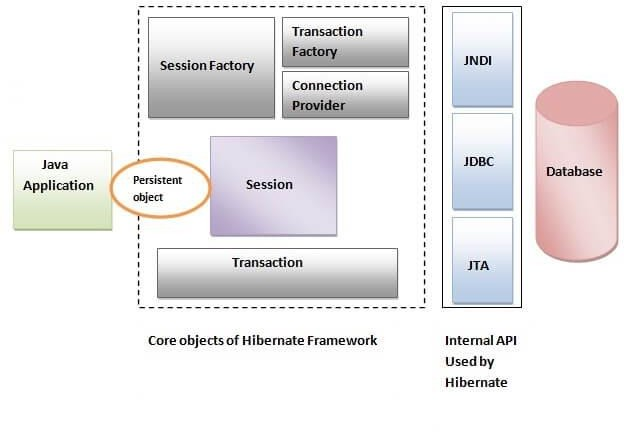 Session Factory
Transaction
Factory
Connection
Provider
Java
Application
Persistent
object
Session
Transaction
JNDI
JDBC
JTA
Database
Core objects of Hibernate Framework
Internal API
Used by
Hibernate